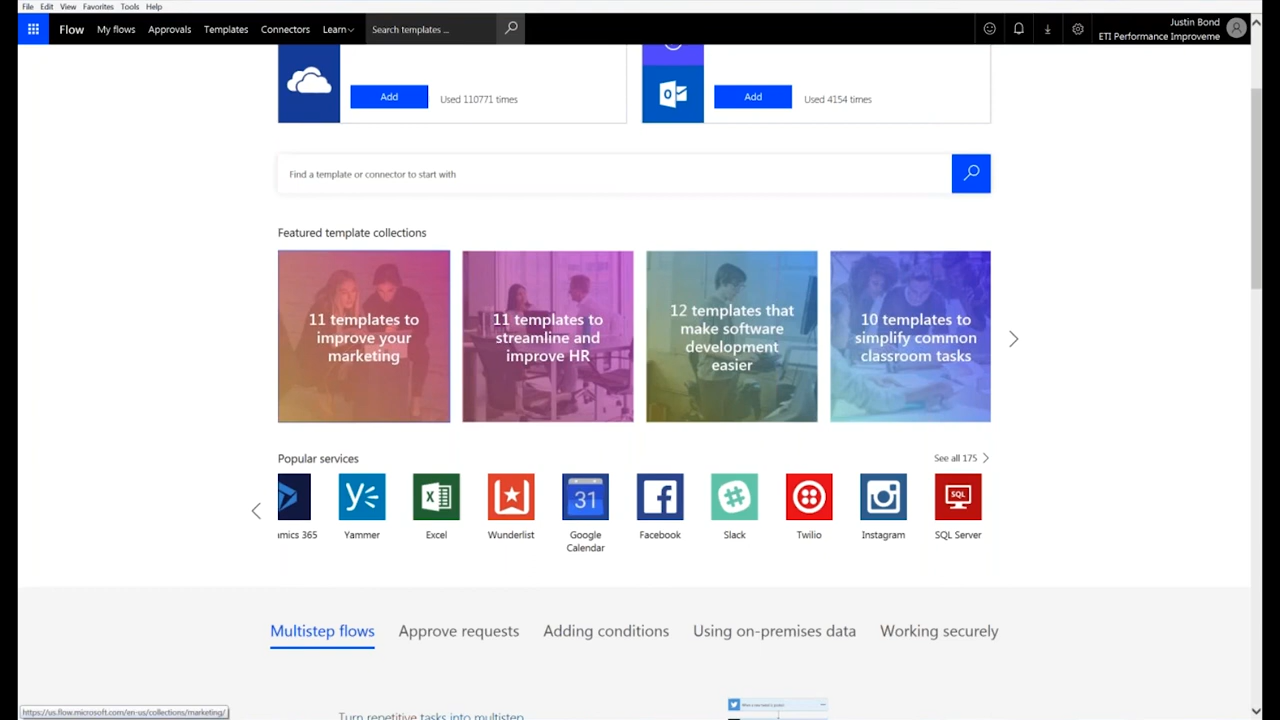 File Edit View Favorites Tools Help
Flow My flows Approvals Templates Connectors Learn Search templates ...
Justin Bond
ETI Performance Improveme
Add Used 110771 times Add Used 4154 times
Find a template or connector to start with
Featured template collections
11 templates to
improve your
marketing
11 templates to
streamline and
improve HR
12 templates that
make software
development
easier
10 templates to
simplify common
classroom tasks
Popular services See all 175
mics 365 Yammer Excel Wunderlist Google Calendar Facebook Slack Twilio Instagram SQL Server
31
SQL
Multistep flows Approve requests Adding conditions Using on-premises data Working securely
https://us.flow.microsoft.com/en-us/collections/marketing/
Turn repetitive tasks into multistep